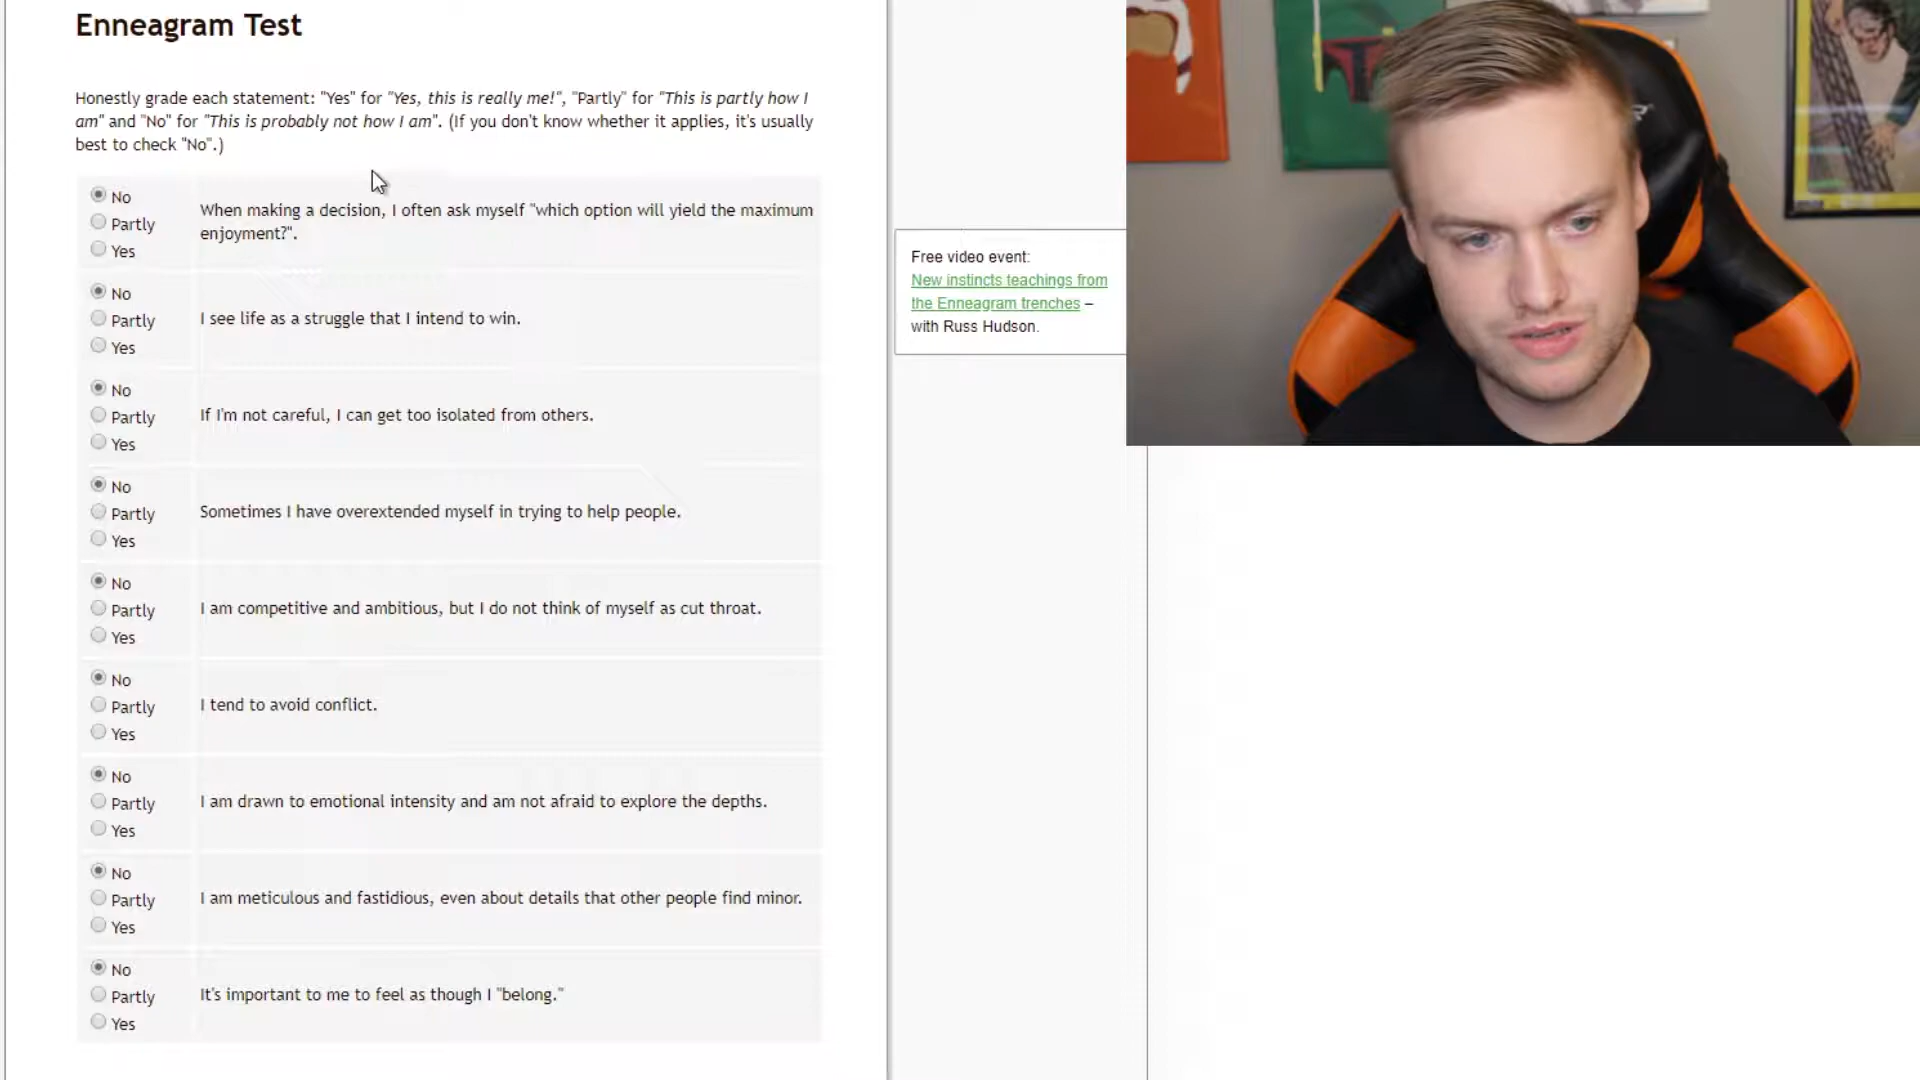 Enneagram Test
Honestly grade each statement: "Yes" for "Yes, this is really me!", "Partly" for "This is partly how I
am" and "No" for "This is probably not how I am". (If you don't know whether it applies, it's usually
best to check "No".)
No
Partly
Yes
When making a decision, I often ask myself "which option will yield the maximum
enjoyment?".
No
Partly
Yes
I see life as a struggle that I intend to win.
No
Partly
Yes
If I'm not careful, I can get too isolated from others.
No
Partly
Yes
Sometimes I have overextended myself in trying to help people.
No
Partly
Yes
I am competitive and ambitious, but I do not think of myself as cut throat.
No
Partly
Yes
I tend to avoid conflict.
No
Partly
Yes
I am drawn to emotional intensity and am not afraid to explore the depths.
No
Partly
Yes
I am meticulous and fastidious, even about details that other people find minor.
No
Partly
Yes
It's important to me to feel as though I "belong."
Free video event:
New instincts teachings from
the Enneagram trenches –
with Russ Hudson.